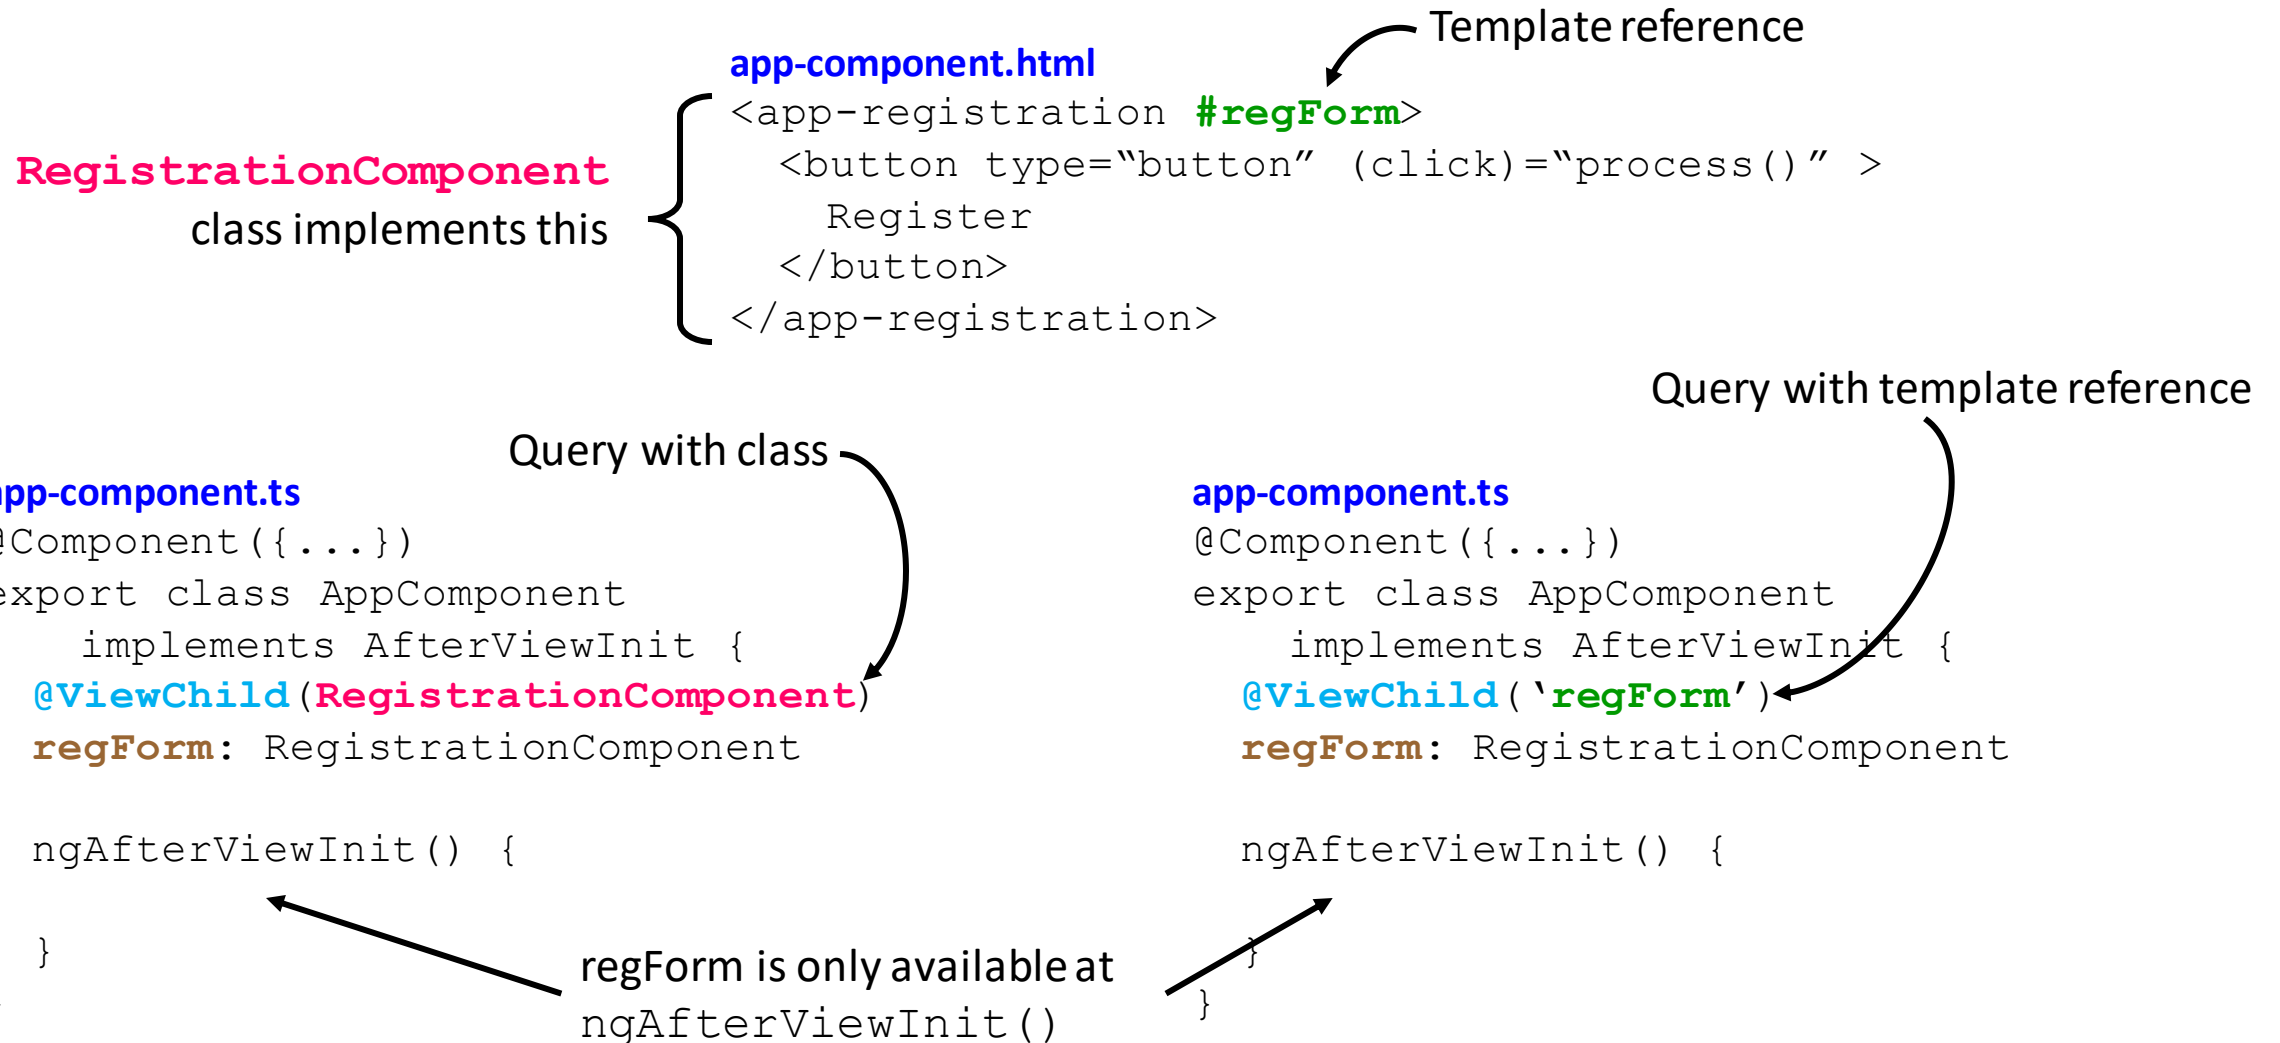 Template reference
app-component.html
<app-registration #regForm>
<button type=“button” (click)=“process()” >
Register
</button>
</app-registration>
RegistrationComponent
class implements this
Query with template reference
Query with class
app-component.ts
@Component({...})
export class AppComponent
implements AfterViewInit {
@ViewChild(RegistrationComponent)
regForm: RegistrationComponent
ngAfterViewInit() {
}
app-component.ts
@Component({...})
export class AppComponent
implements AfterViewInit {
@ViewChild(‘regForm’)
regForm: RegistrationComponent
ngAfterViewInit() {
}
}
regForm is only available at
ngAfterViewInit()